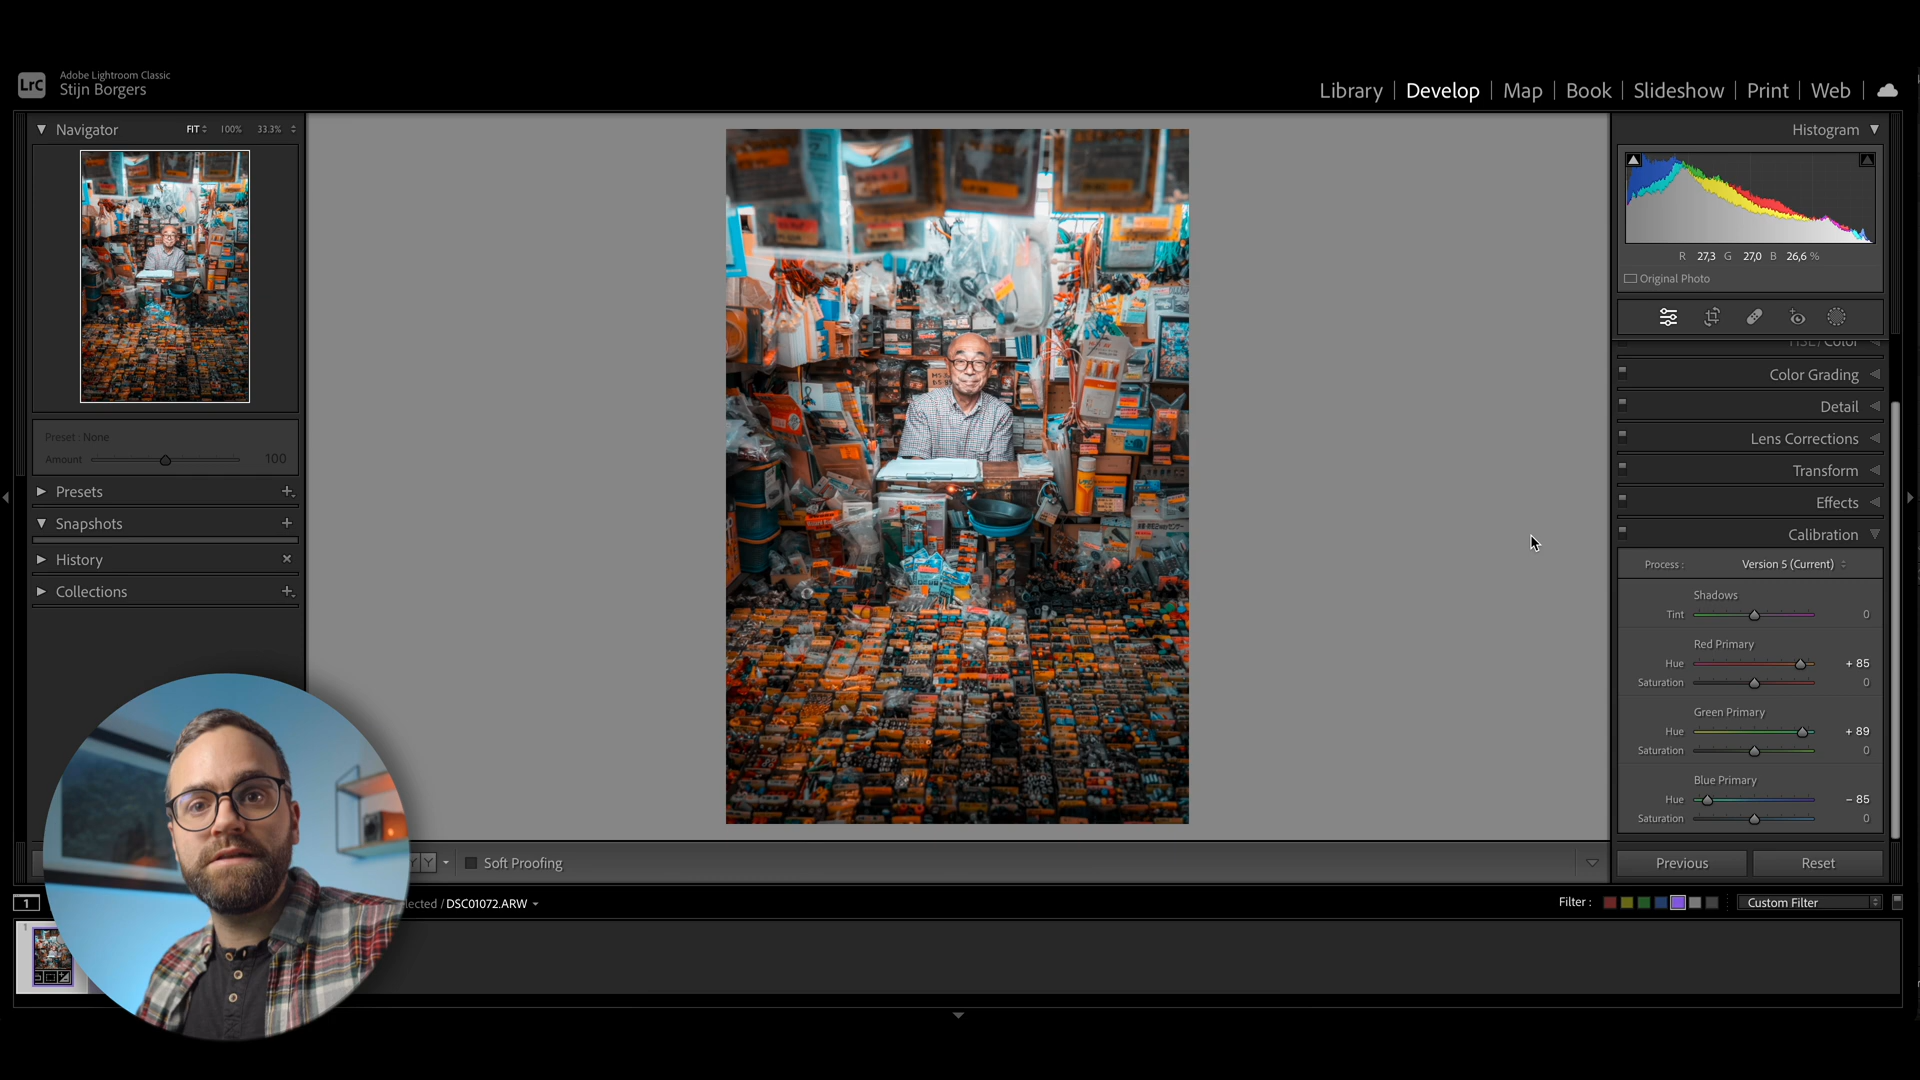 LrC
Adobe Lightroom Classic
Stijn Borgers
Library | Develop | Map | Book | Slideshow | Print | Web
Navigator
FIT
100%
33.3%
Preset : None
Amount
100
Presets
Snapshots
History
Collections
Histogram
R 27,3 G 27,0 B 26,6 %
Original Photo
HSL / Color
Color Grading
Detail
Lens Corrections
Transform
Effects
Calibration
Process : Version 5 (Current)
Shadows
Tint 0
Red Primary
Hue + 85
Saturation 0
Green Primary
Hue + 89
Saturation 0
Blue Primary
Hue – 85
Saturation 0
Y Y
Soft Proofing
Previous
Reset
1
ected / DSC01072.ARW
Filter :
Custom Filter
1